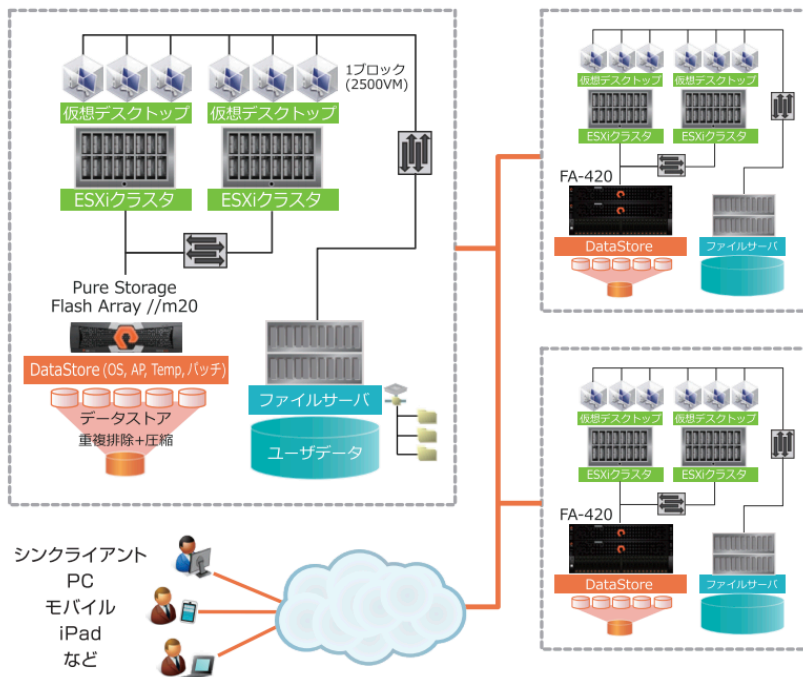 1ブロック
(2500VM)
仮想デスクトップ
仮想デスクトップ
ESXiクラスタ
ESXiクラスタ
Pure Storage
Flash Array //m20
DataStore (OS, AP, Temp, パッチ)
データストア
重複排除+圧縮
ファイルサーバ
ユーザデータ
仮想デスクトップ
仮想デスクトップ
ESXiクラスタ
ESXiクラスタ
FA-420
DataStore
ファイルサーバ
仮想デスクトップ
仮想デスクトップ
ESXiクラスタ
ESXiクラスタ
FA-420
DataStore
ファイルサーバ
シンクライアント
PC
モバイル
iPad
など